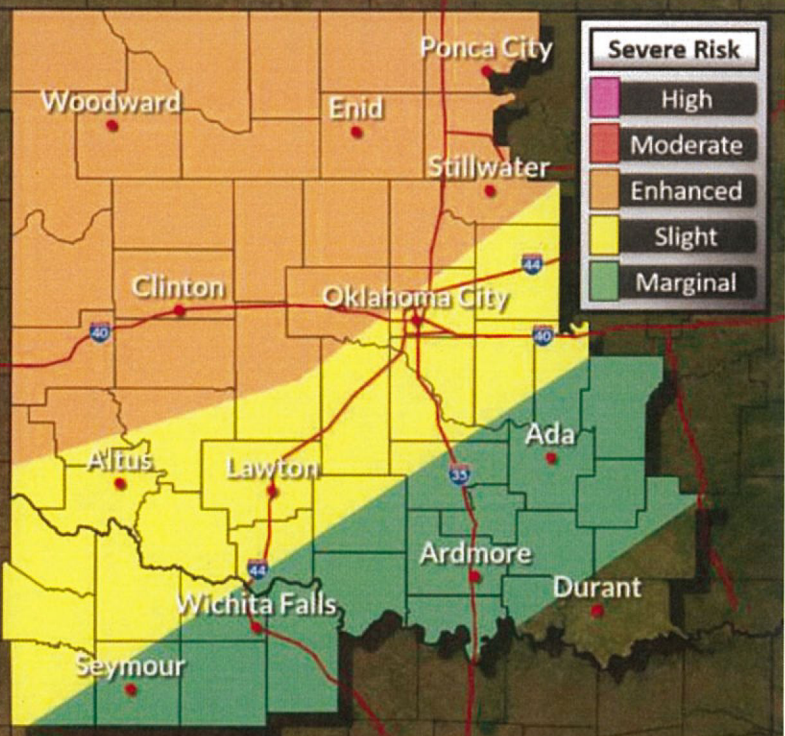 Ponca City
Severe Risk
High
Woodward
Enid
Moderate
Stillwater
Enhanced
Slight
44
Clinton
Oklahoma City
Marginal
40
40
Altus
Lawton
Ada
35
44
Ardmore
Wichita Falls
Durant
Seymour